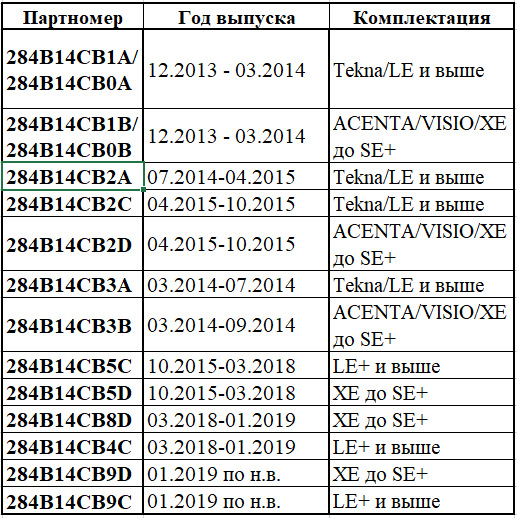 Партномер Год выпуска Комплектация
284B14CB1A/
284B14CB0A 12.2013 - 03.2014 Tekna/LE и выше
284B14CB1B/ ACENTA/VISIO/XE
284B14CB0B 12.2013 - 03.2014 до SE+
284B14CB2A 07.2014-04.2015 Tekna/LE и выше
284B14CB2C 04.2015-10.2015 Tekna/LE и выше
284B14CB2D 04.2015-10.2015 ACENTA/VISIO/XE
до SE+
284B14CB3A 03.2014-07.2014 Tekna/LE и выше
284B14CB3B 03.2014-09.2014 ACENTA/VISIO/XE
до SE+
284B14CB5C 10.2015-03.2018 LE+ и выше
284B14CB5D 10.2015-03.2018 XE до SE+
284B14CB8D 03.2018-01.2019 XE до SE+
284B14CB4C 03.2018-01.2019 LE+ и выше
284B14CB9D 01.2019 по н.в. XE до SE+
284B14CB9C 01.2019 по н.в. LE+ и выше